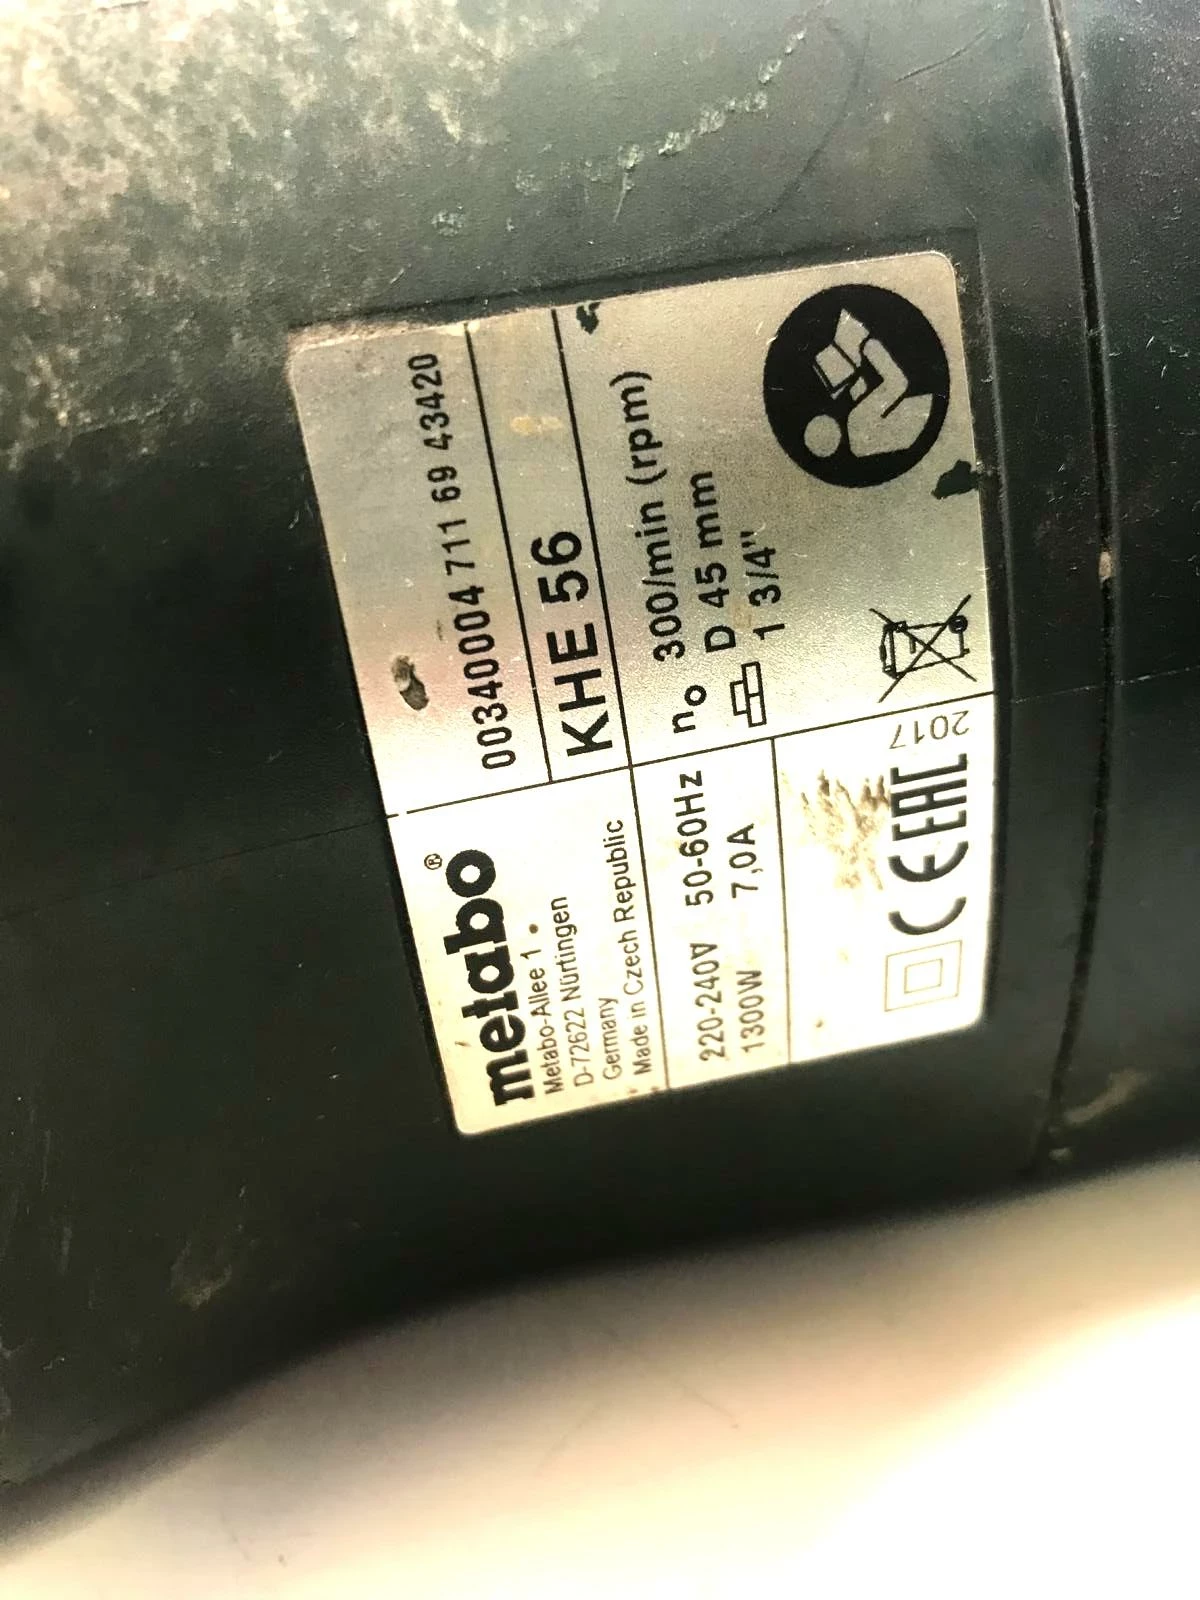 metabo®
Metabo-Allee 1
D-72622 Nürtingen
Germany
Made in Czech Republic
00340004 711 69 43420
KHE 56
220-240V 50-60Hz
1300W 7,0A
n₀ 300/min (rpm)
D 45 mm
1 3/4"
CE EAC
2017